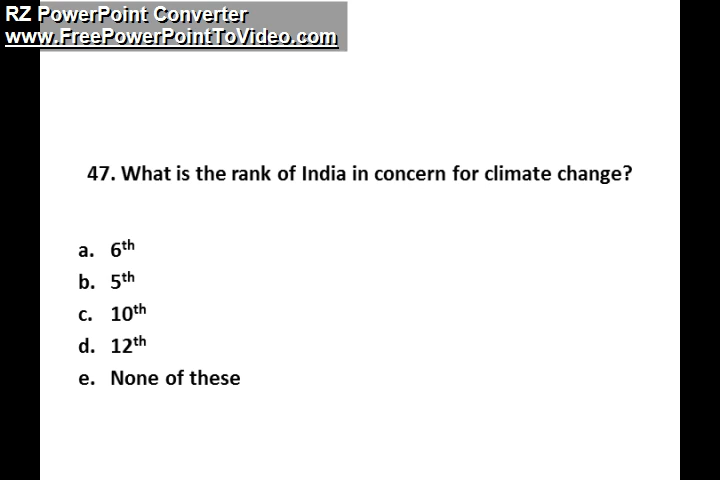 RZ PowerPoint Converter
www.FreePowerPointToVideo.com
47. What is the rank of India in concern for climate change?
a. 6th
b. 5th
c. 10th
d. 12th
e. None of these